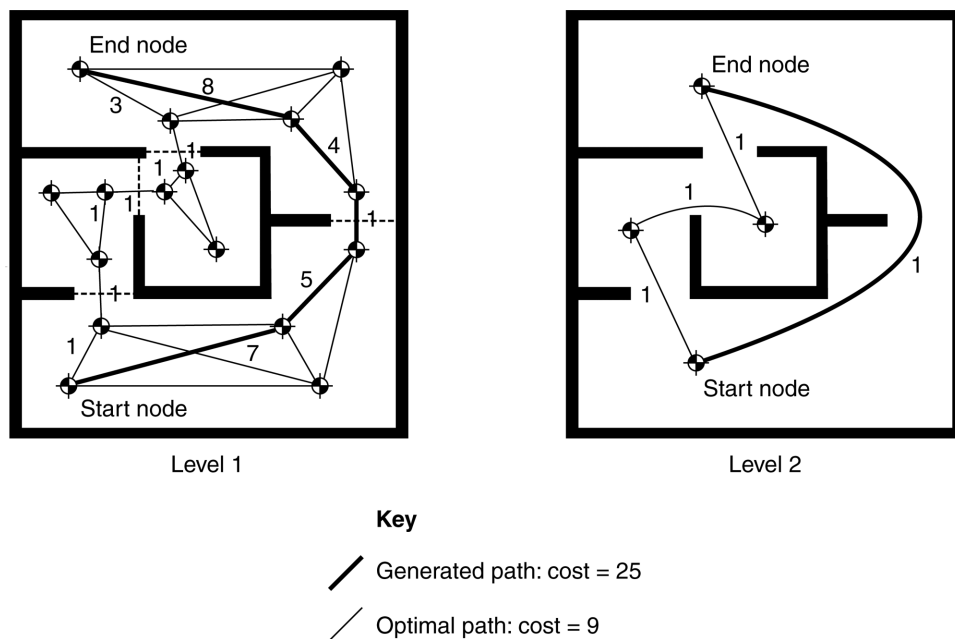 End node
8
3
4
1
1
1
1
1
5
1
1
7
Start node
Level 1
End node
1
1
1
1
Start node
Level 2
Key
Generated path: cost = 25
Optimal path: cost = 9